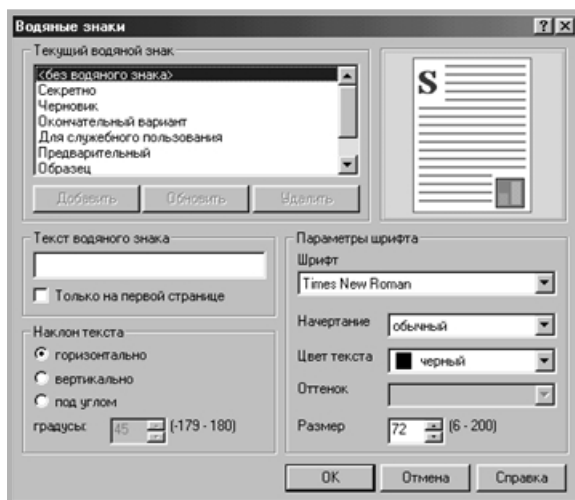 Водяные знаки
Текущий водяной знак
<без водяного знака>
Секретно
Черновик
Окончательный вариант
Для служебного пользования
Предварительный
Образец
Добавить Обновить Удалить
S
Текст водяного знака
Только на первой странице
Наклон текста
горизонтально
вертикально
под углом
градусы: 45 (-179 - 180)
Параметры шрифта
Шрифт
Times New Roman
Начертание обычный
Цвет текста черный
Оттенок
Размер 72 (6 - 200)
OK Отмена Справка